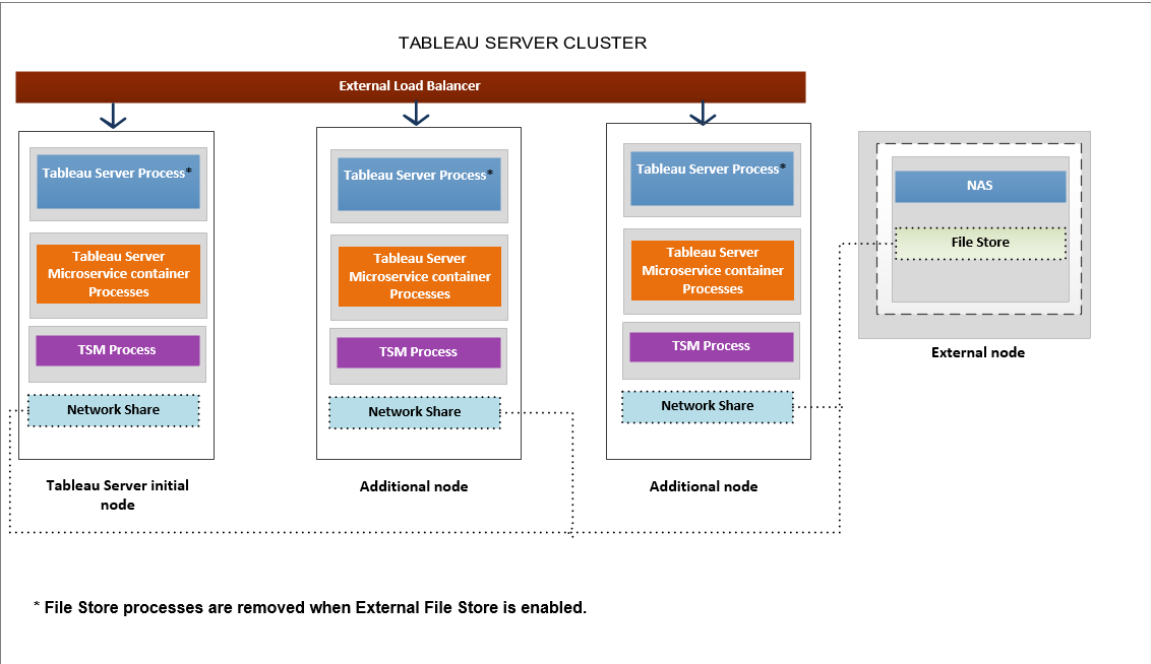 TABLEAU SERVER CLUSTER
External Load Balancer
Tableau Server Process*
Tableau Server
Microservice container
Processes
TSM Process
Network Share
Tableau Server initial
node
Tableau Server Process*
Tableau Server
Microservice container
Processes
TSM Process
Network Share
Additional node
Tableau Server Process*
Tableau Server
Microservice container
Processes
TSM Process
Network Share
Additional node
NAS
File Store
External node
* File Store processes are removed when External File Store is enabled.